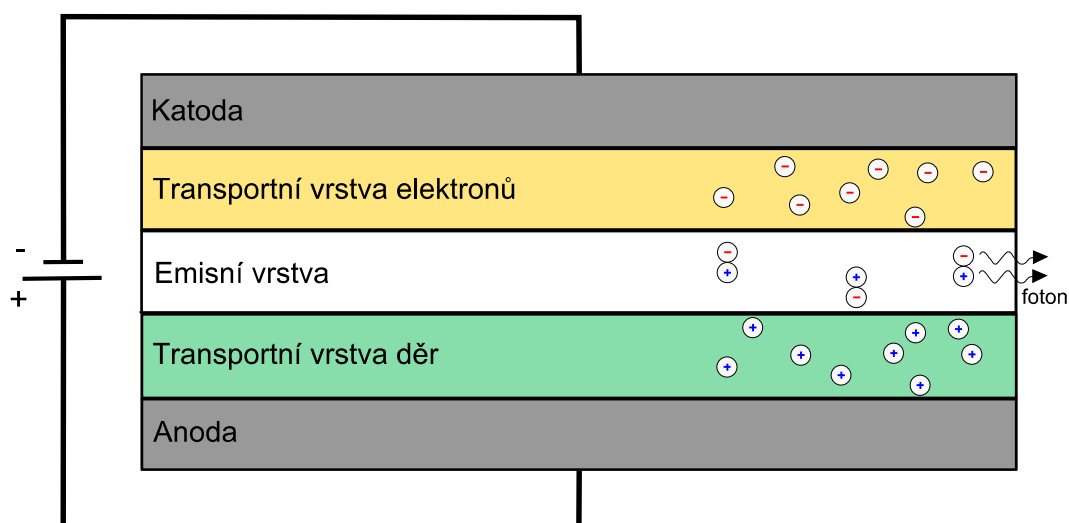 Katoda
Transportní vrstva elektronů
-
Emisní vrstva
+
foton
Transportní vrstva děr
Anoda